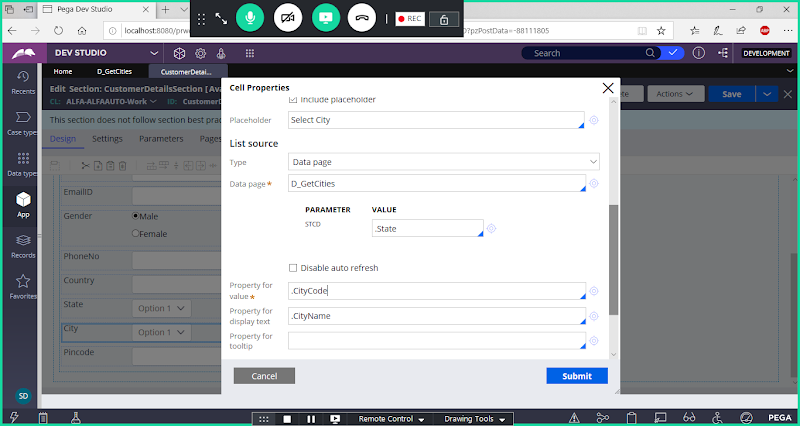 Pega Dev Studio
localhost:8080/prwe
0?pzPostData=-88111805
REC
ABP
DEV STUDIO
Search
DEVELOPMENT
Home
D_GetCities
CustomerDetai...
Recents
Case types
Data types
App
Records
Favorites
SD
Edit Section: CustomerDetailsSection [Ava
CL: ALFA-ALFAAUTO-WORK
ID: CustomerD
Actions
Save
This section does not follow section best prac
Design
Settings
Parameters
Pages
EmailID
Gender
Male
Female
PhoneNo
Country
State
Option 1
City
Option 1
Pincode
Cell Properties
Include placeholder
Placeholder
Select City
List source
Type
Data page
Data page*
D_GetCities
PARAMETER VALUE
STCD
.State
Disable auto refresh
Property for
value*
.CityCode
Property for
display text
.CityName
Property for
tooltip
Cancel
Submit
Remote Control
Drawing Tools
PEGA